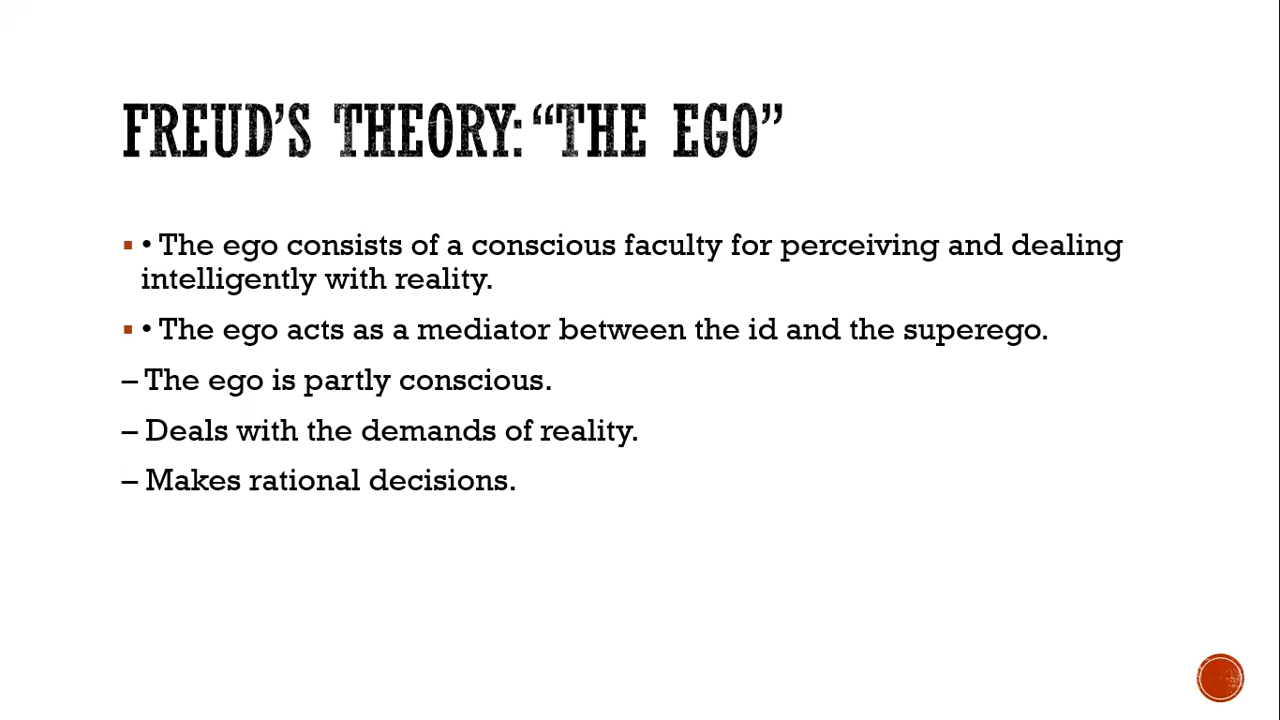 FREUD'S THEORY: “THE EGO”
▪ • The ego consists of a conscious faculty for perceiving and dealing
intelligently with reality.
▪ • The ego acts as a mediator between the id and the superego.
– The ego is partly conscious.
– Deals with the demands of reality.
– Makes rational decisions.